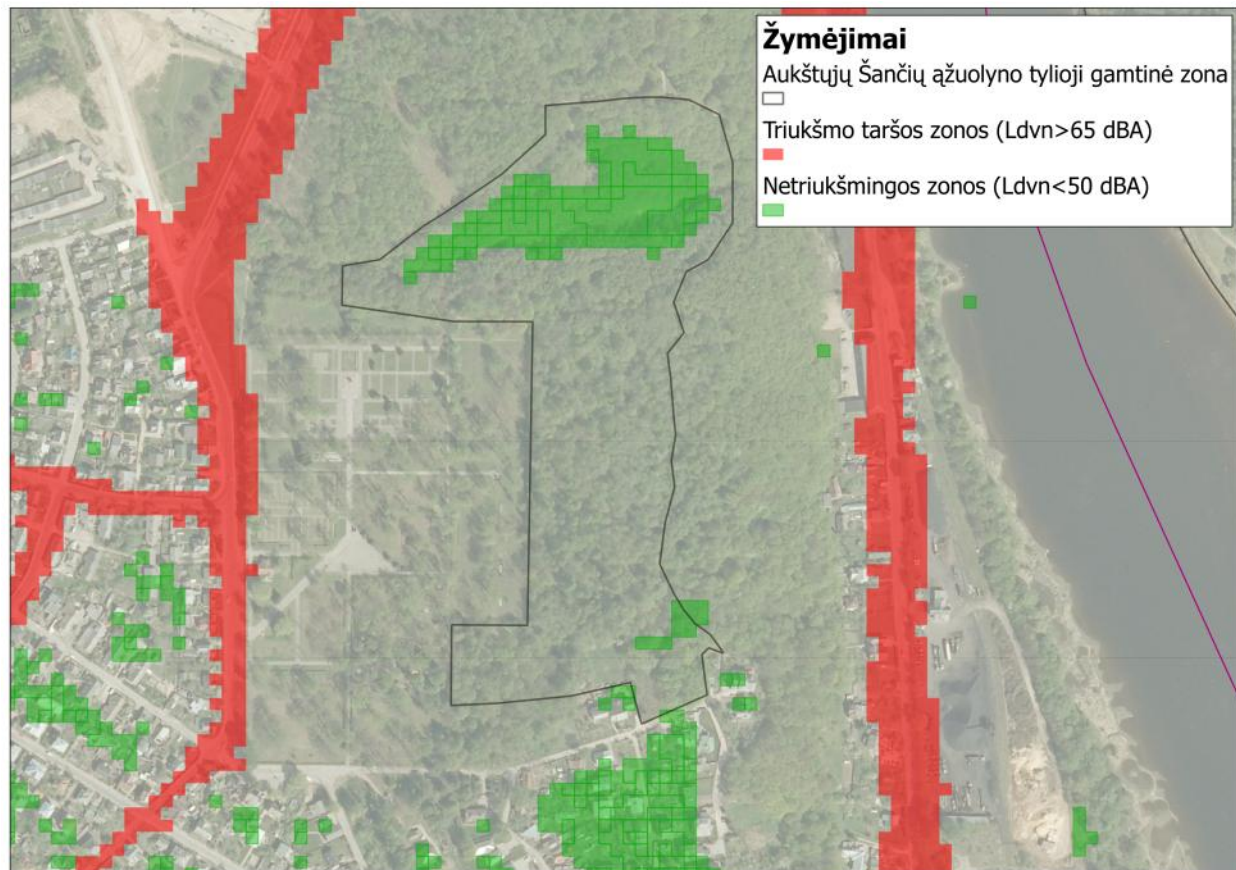 Žymėjimai
Aukštųjų Šančių ąžuolyno tylioji gamtinė zona
Triukšmo taršos zonos (Ldvn>65 dBA)
Netriukšmingos zonos (Ldvn<50 dBA)